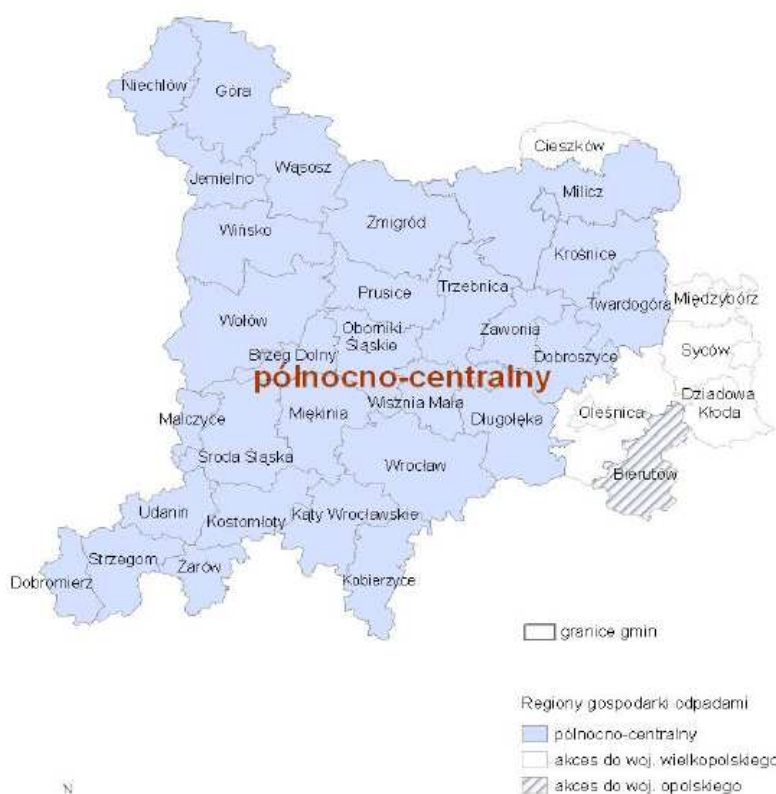 Niechlów
Góra
Cieszków
Wąsosz
Jemielno
Milicz
Wińsko
Żmigród
Krośnice
Trzebnica
Prusice
Twardogóra
Międzybórz
Wołów
Oborniki
Śląskie
Zawonia
Syców
Brzeg Dolny
Dobroszyce
północno-centralny
Dziadowa
Kłoda
Malczyce
Miękinia
Wisznia Mała
Długołęka
Oleśnica
Środa Śląska
Wrocław
Bierutów
Udanin
Kostomłoty
Kąty Wrocławskie
Strzegom
Żarów
Dobromierz
Kobierzyce
granice gmin
Regiony gospodarki odpadami
północno-centralny
akces do woj. wielkopolskiego
akces do woj. opolskiego
N